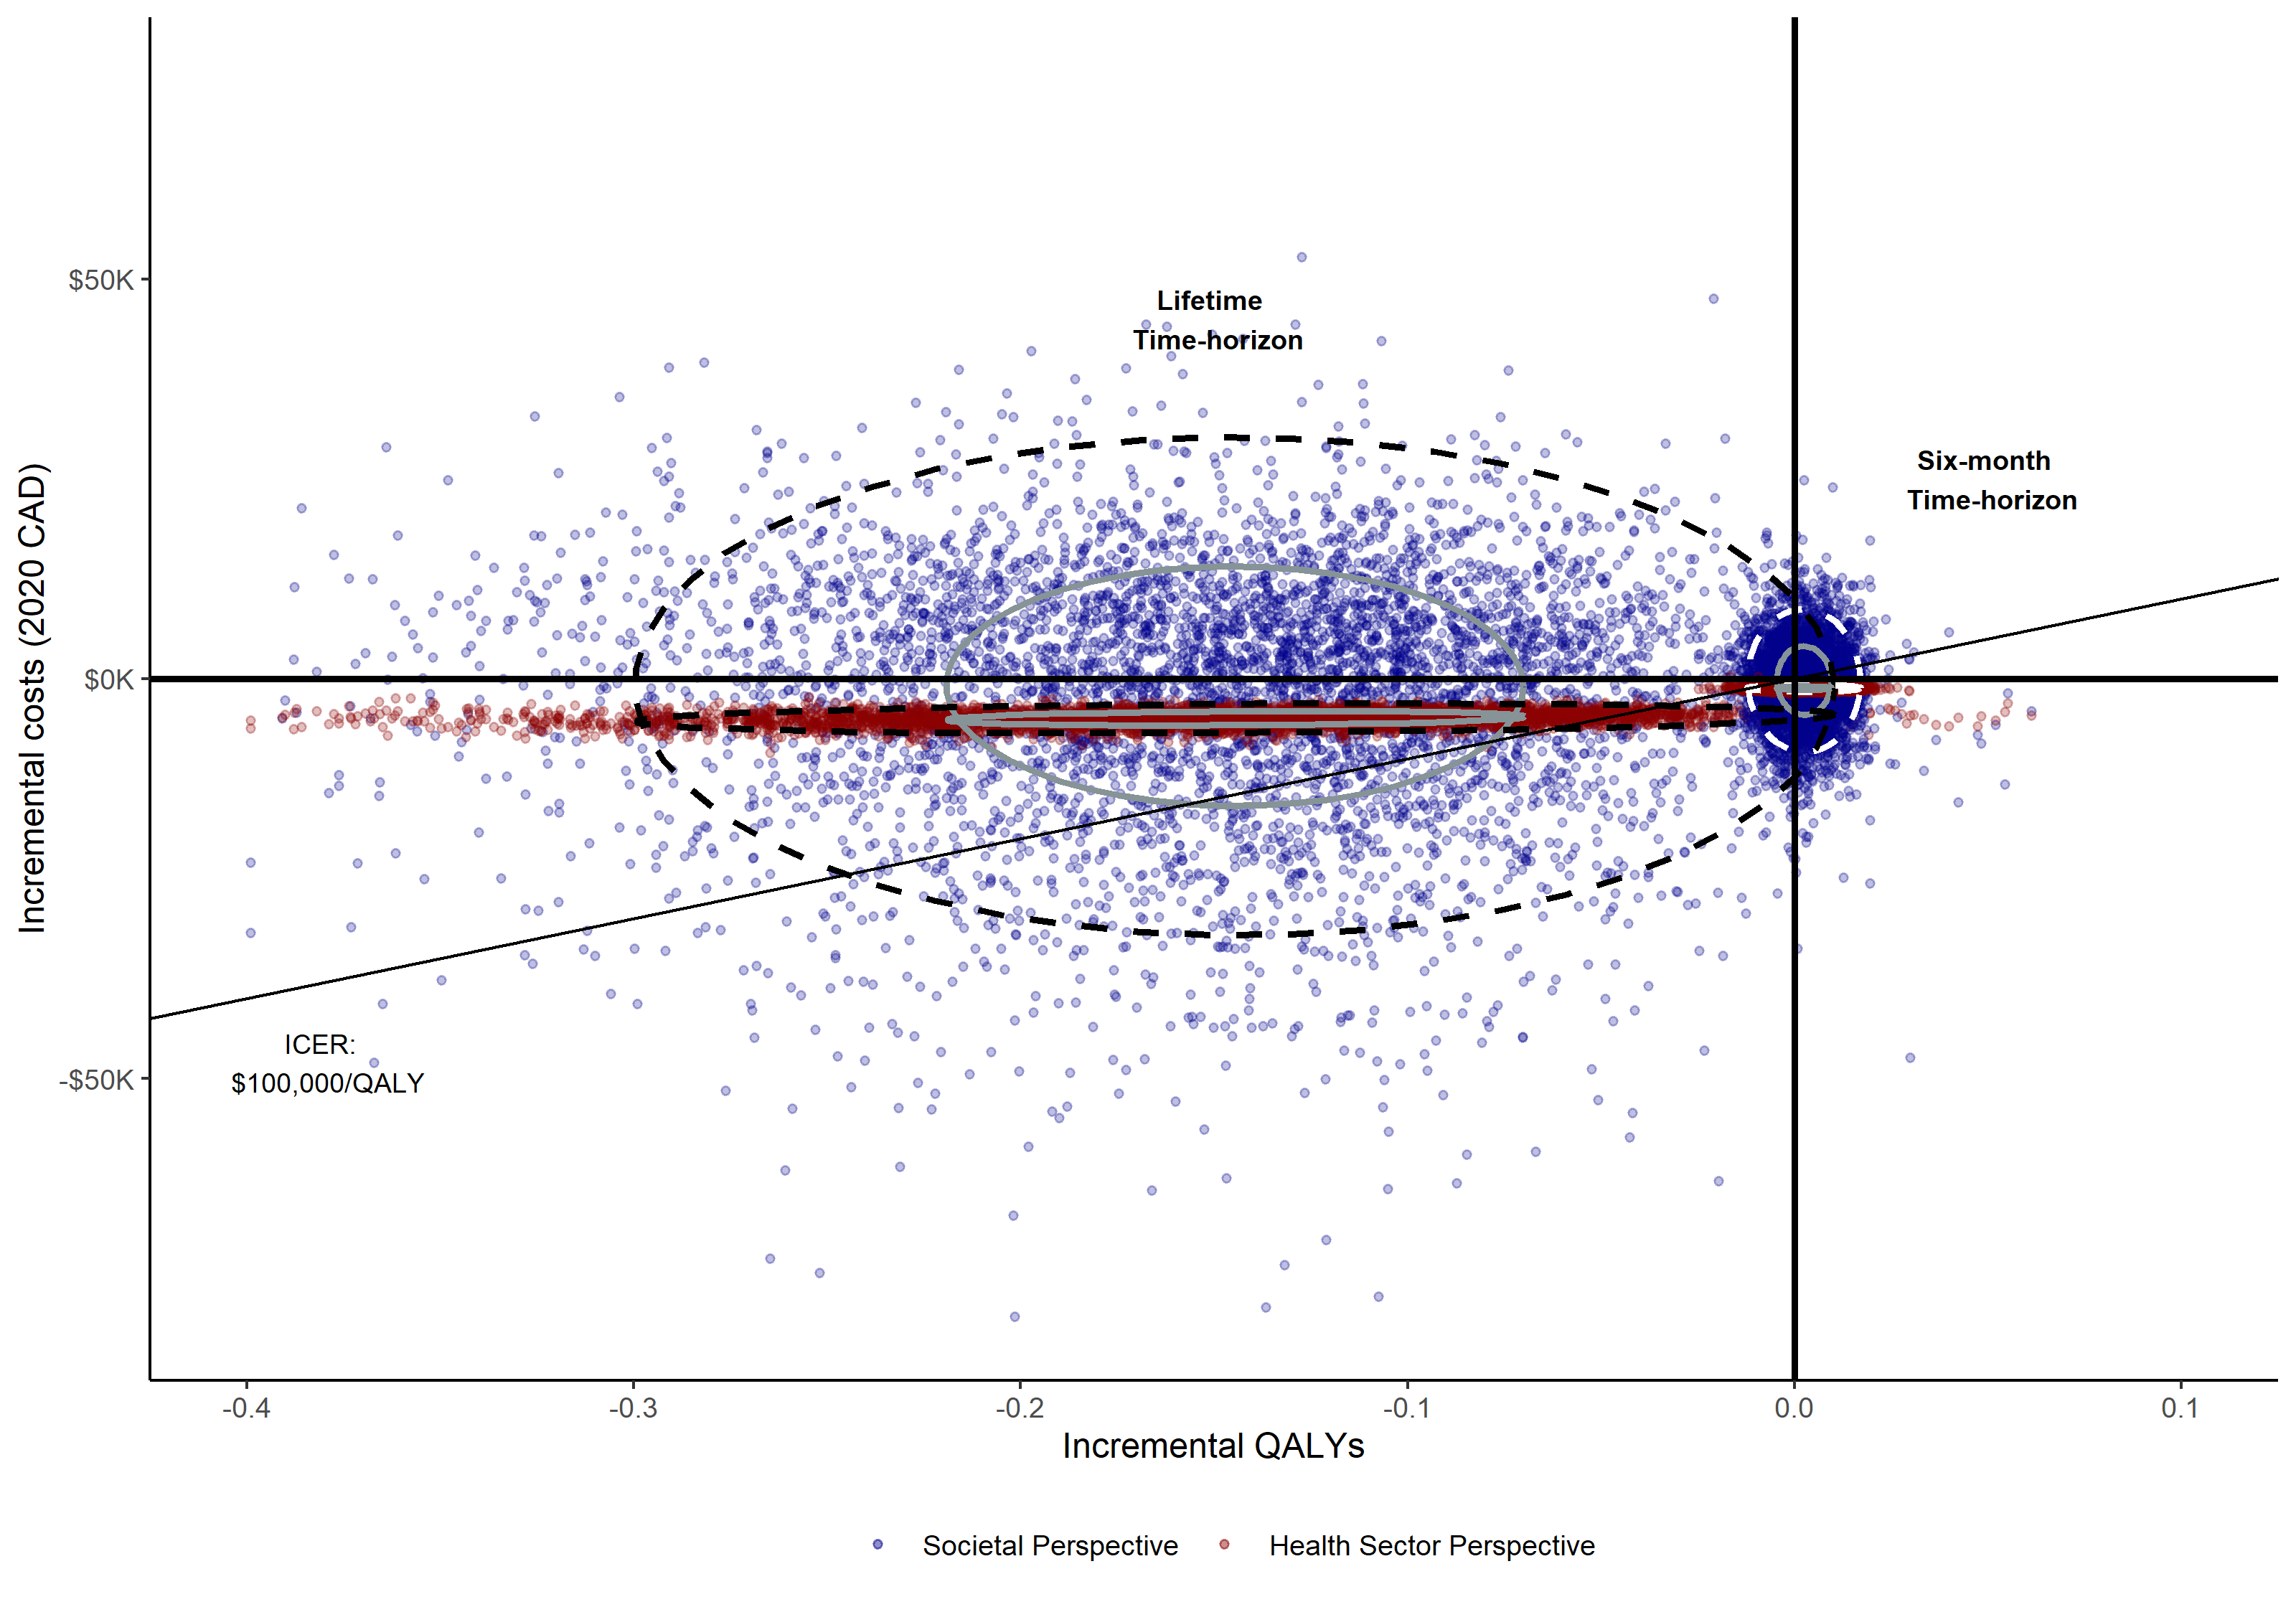 Lifetime
Time-horizon
Six-month
Time-horizon
ICER:
$100,000/QALY
$50K
$0K
-$50K
Incremental costs (2020 CAD)
-0.4
-0.3
-0.2
-0.1
0.0
0.1
Incremental QALYs
Societal Perspective
Health Sector Perspective